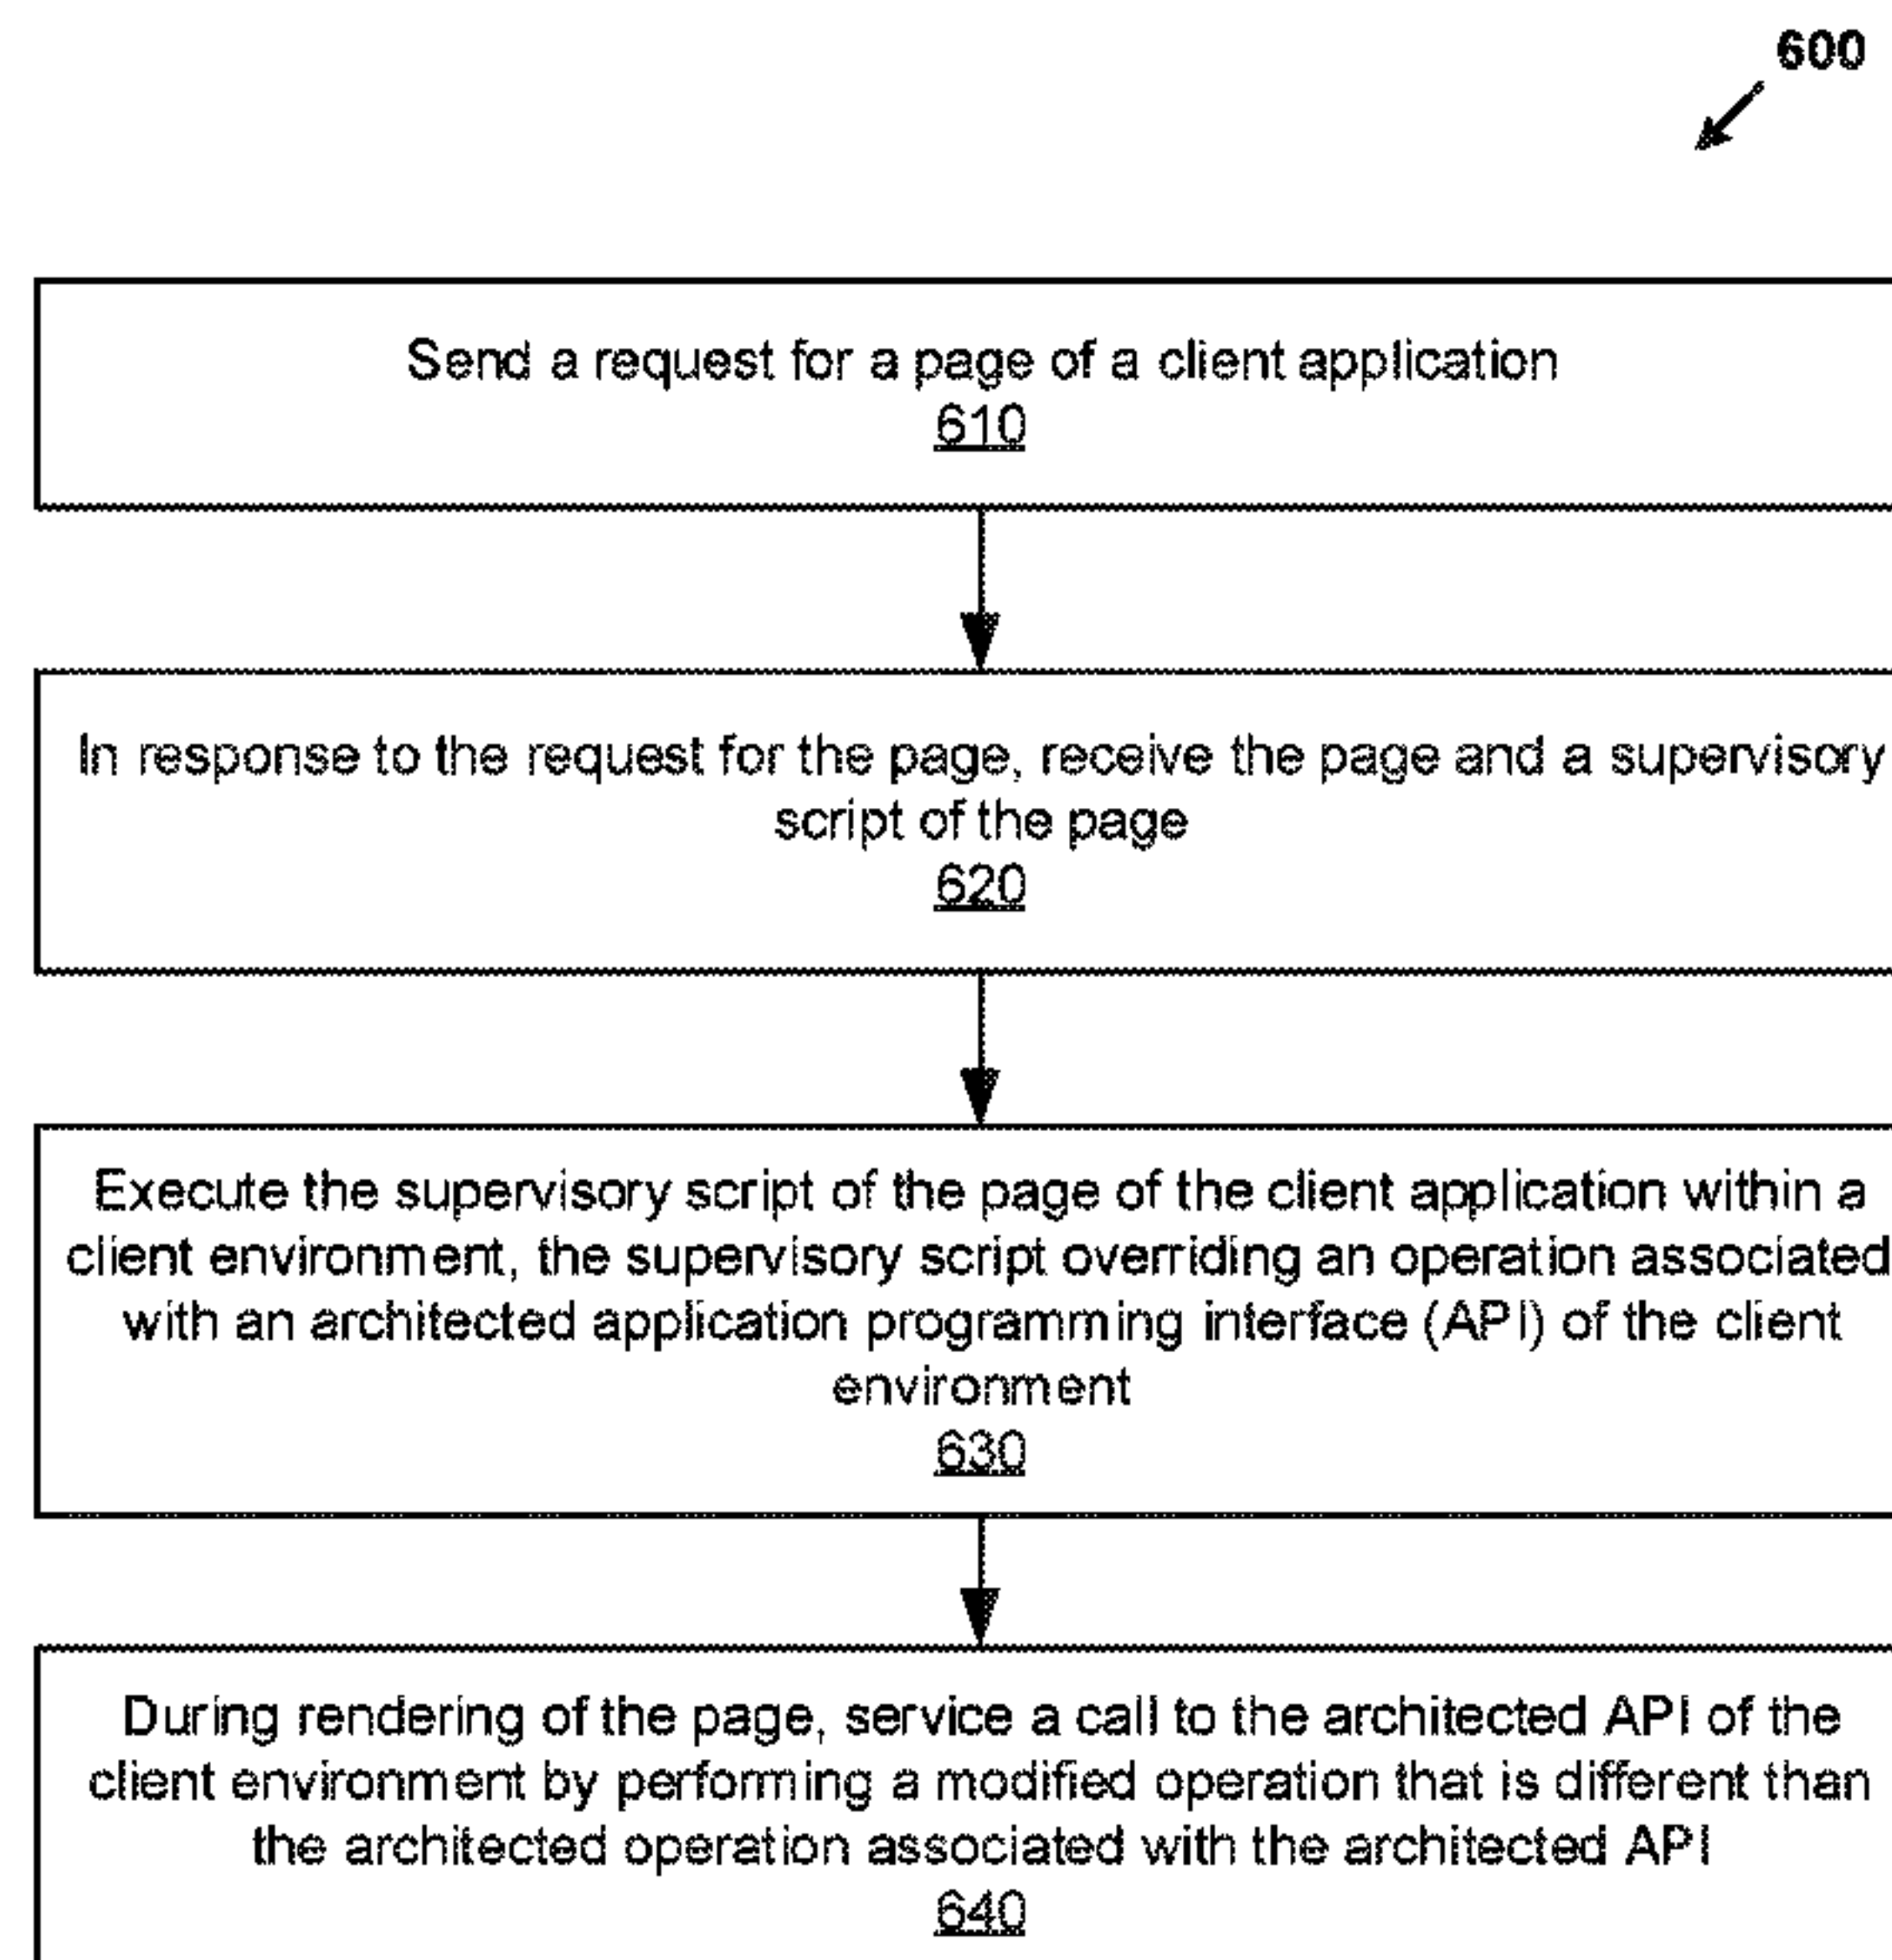 600
Send a request for a page of a client application
610
In response to the request for the page, receive the page and a supervisory
script of the page
620
Execute the supervisory script of the page of the client application within a
client environment, the supervisory script overriding an operation associated
with an architected application programming interface (API) of the client
environment
630
During rendering of the page, service a call to the architected API of the
client environment by performing a modified operation that is different than
the architected operation associated with the architected API
640